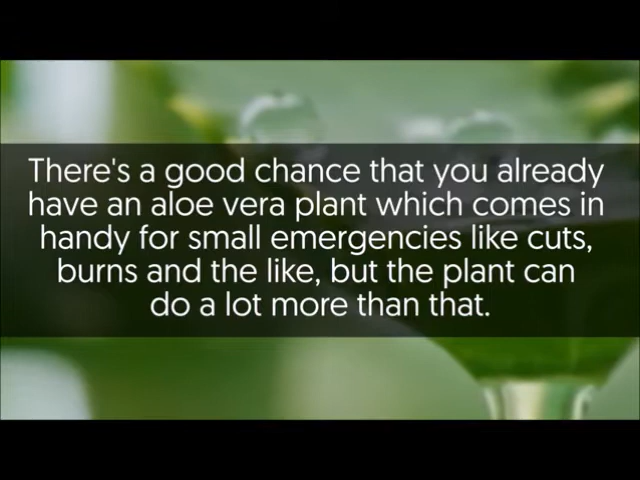 There's a good chance that you already
have an aloe vera plant which comes in
handy for small emergencies like cuts,
burns and the like, but the plant can
do a lot more than that.